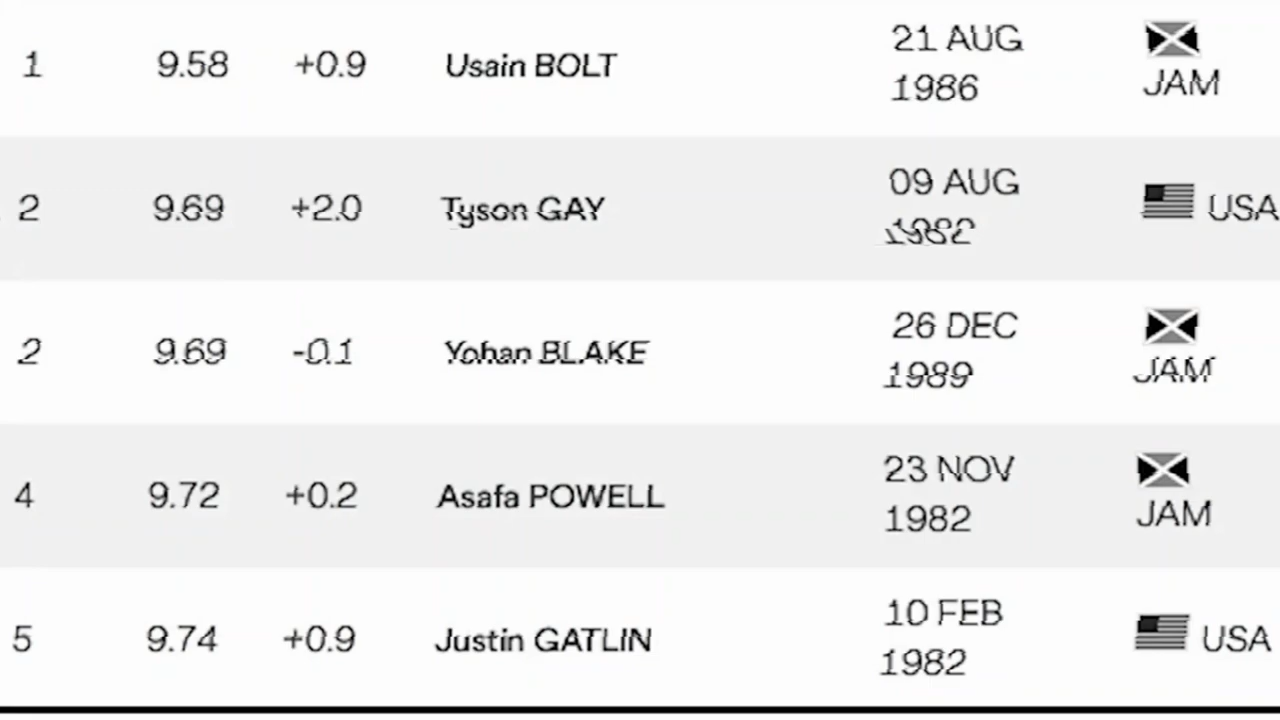 1 9.58 +0.9 Usain BOLT 21 AUG 1986 JAM
2 9.69 +2.0 Tyson GAY 09 AUG 1982 USA
2 9.69 -0.1 Yohan BLAKE 26 DEC 1989 JAM
4 9.72 +0.2 Asafa POWELL 23 NOV 1982 JAM
5 9.74 +0.9 Justin GATLIN 10 FEB 1982 USA